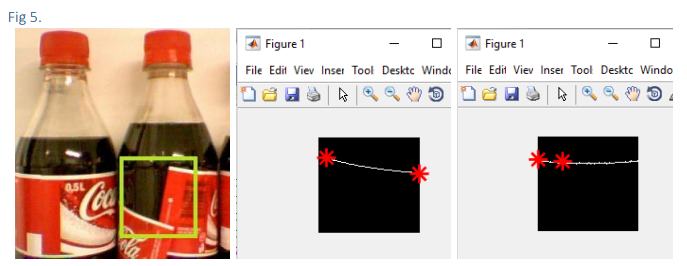 Fig 5.
Figure 1
File Edit Viev Inser Tool Desktc Windo
Figure 1
File Edit Viev Inser Tool Desktc Windo
0,5L
Coc
Cola